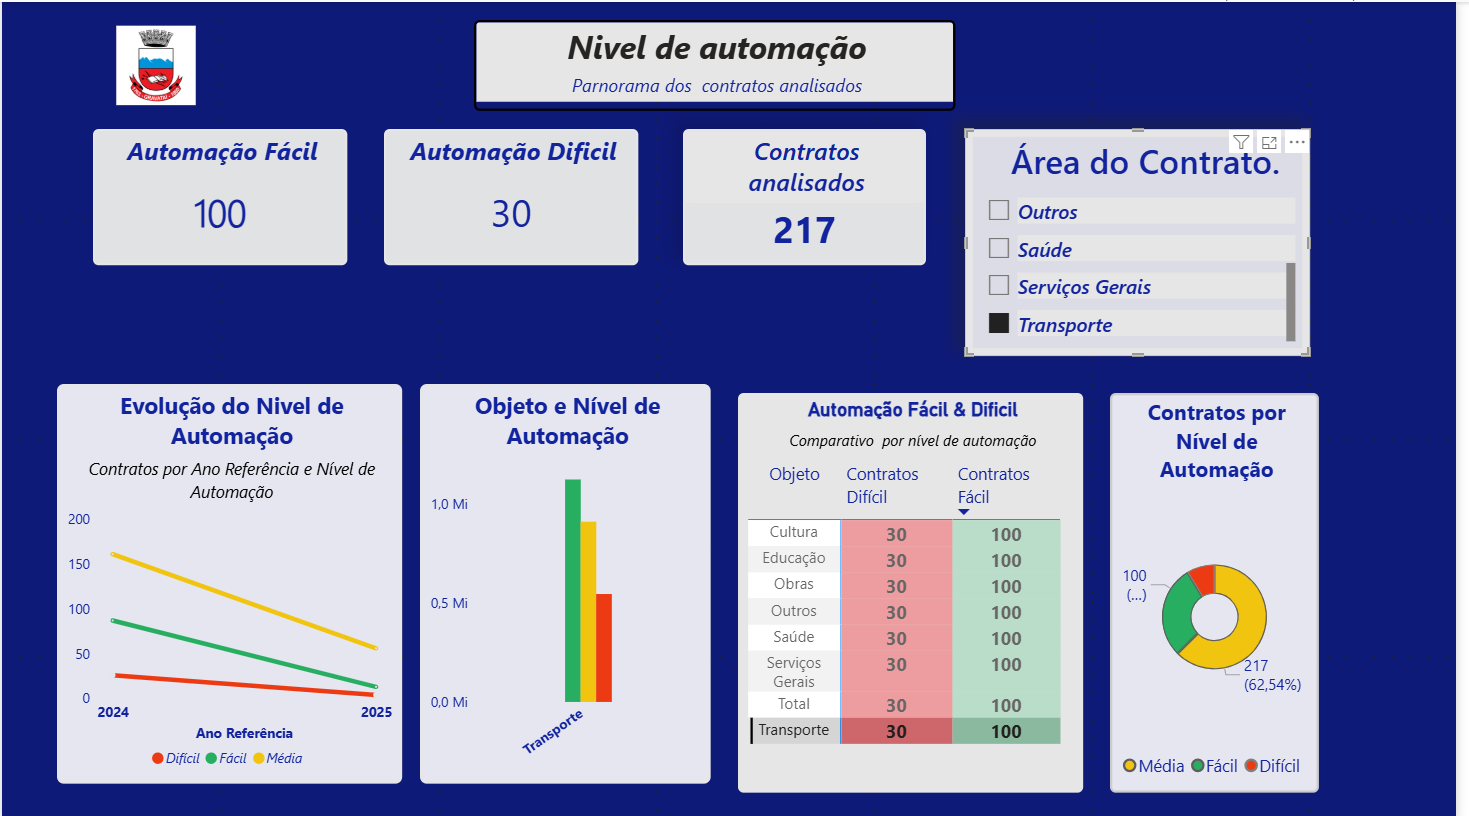 Nivel de automação
Parnorama dos contratos analisados
Automação Fácil
100
Automação Dificil
30
Contratos
analisados
217
Área do Contrato.
Outros
Saúde
Serviços Gerais
Transporte
Evolução do Nivel de
Automação
Contratos por Ano Referência e Nível de
Automação
200
150
100
50
0
2024
2025
Ano Referência
Difícil Fácil Média
Objeto e Nível de
Automação
1,0 Mi
0,5 Mi
0,0 Mi
Transporte
Automação Fácil & Dificil
Comparativo por nível de automação
Objeto Contratos Difícil Contratos Fácil
Cultura 30 100
Educação 30 100
Obras 30 100
Outros 30 100
Saúde 30 100
Serviços Gerais 30 100
Total 30 100
Transporte 30 100
Contratos por
Nível de
Automação
100
(...)
217
(62,54%)
Média Fácil Difícil